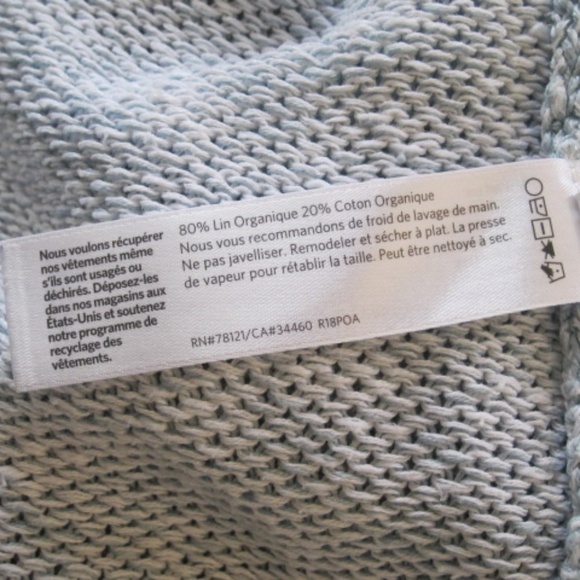 Nous voulons récupérer
nos vêtements même
s'ils sont usagés ou
déchirés. Déposez-les
dans nos magasins aux
États-Unis et soutenez
notre programme de
recyclage des
vêtements.
80% Lin Organique 20% Coton Organique
Nous vous recommandons de froid de lavage de main.
Ne pas javelliser. Remodeler et sécher à plat. La presse
de vapeur pour rétablir la taille. Peut être nettoyé à sec.
RN#78121/CA#34460 R18POA